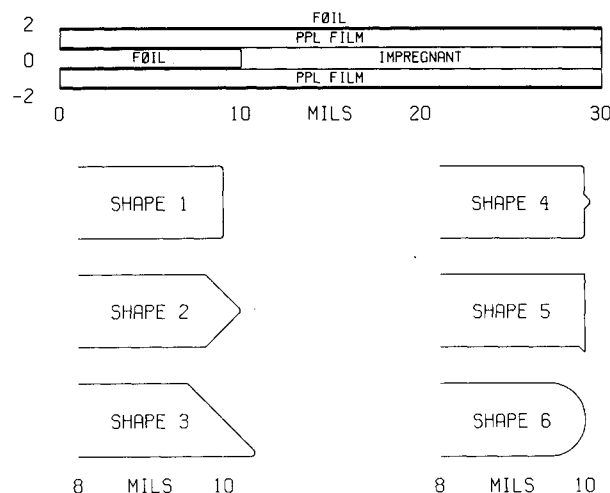 FØIL
2
PPL FILM
0 FØIL IMPREGNANT
PPL FILM
-2
0 10 MILS 20 30
SHAPE 1 SHAPE 4
SHAPE 2 SHAPE 5
SHAPE 3 SHAPE 6
8 MILS 10 8 MILS 10